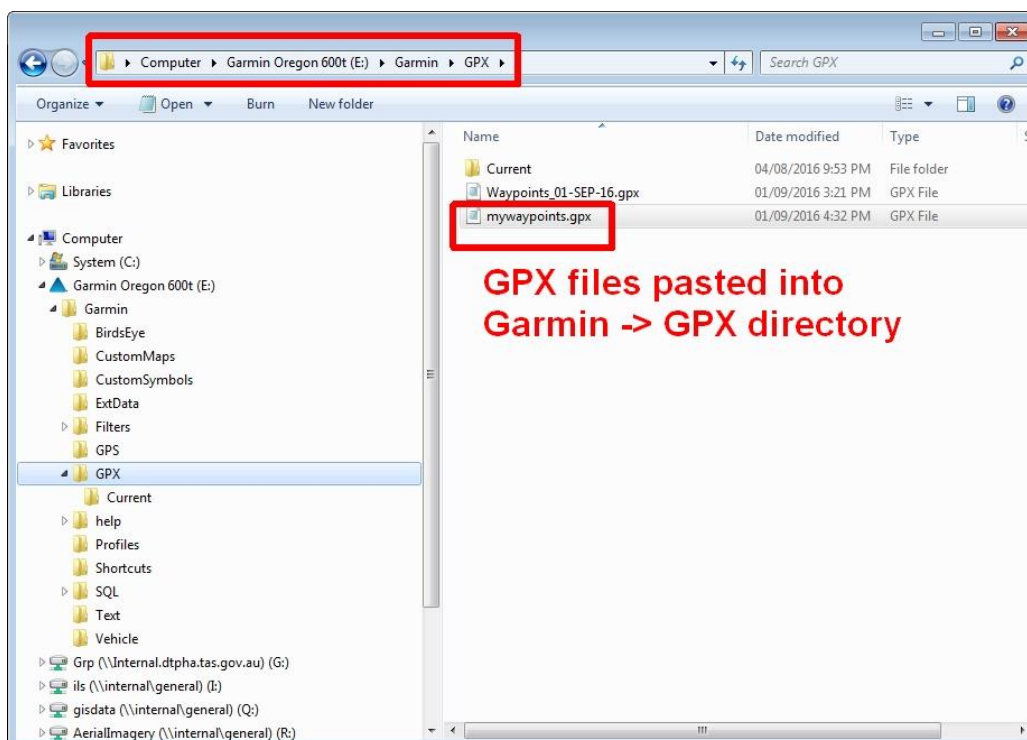 Computer Garmin Oregon 600t (E:) Garmin GPX
Search GPX
Organize Open Burn New folder
Favorites
Libraries
Computer
System (C:)
Garmin Oregon 600t (E:)
Garmin
BirdsEye
CustomMaps
CustomSymbols
ExtData
Filters
GPS
GPX
Current
help
Profiles
Shortcuts
SQL
Text
Vehicle
Grp (\\Internal.dtpha.tas.gov.au) (G:)
ils (\\internal\general) (I:)
gisdata (\\internal\general) (Q:)
AerialImagery (\\internal\general) (R:)
Name Date modified Type
Current 04/08/2016 9:53 PM File folder
Waypoints_01-SEP-16.gpx 01/09/2016 3:21 PM GPX File
mywaypoints.gpx 01/09/2016 4:32 PM GPX File
GPX files pasted into
Garmin -> GPX directory